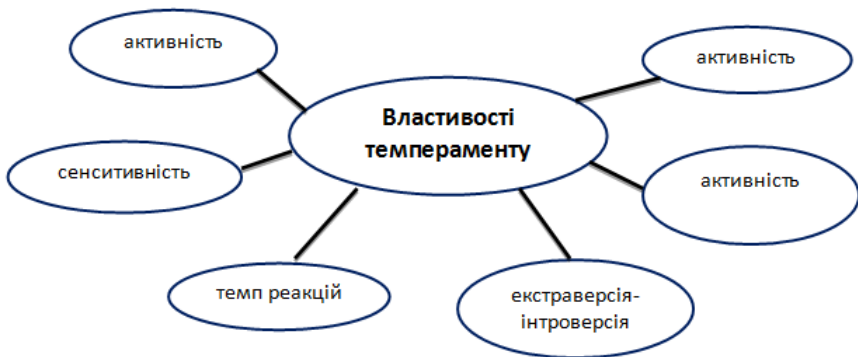 активність
активність
Властивості
темпераменту
сенситивність
активність
темп реакцій
екстраверсія-
інтроверсія